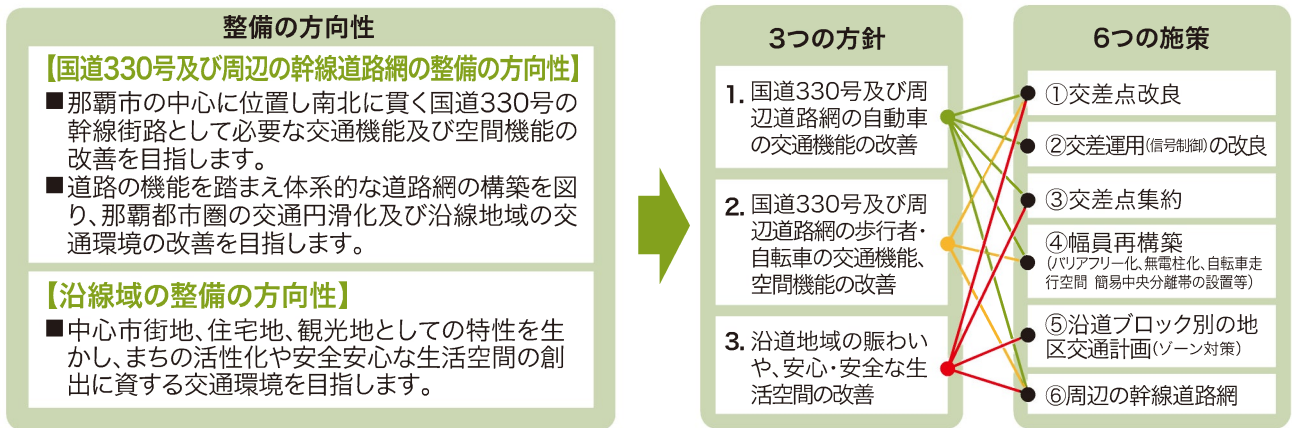 整備の方向性
【国道330号及び周辺の幹線道路網の整備の方向性】
■那覇市の中心に位置し南北に貫く国道330号の
幹線街路として必要な交通機能及び空間機能の
改善を目指します。
■道路の機能を踏まえ体系的な道路網の構築を図
り、那覇都市圏の交通円滑化及び沿線地域の交
通環境の改善を目指します。
【沿線域の整備の方向性】
■中心市街地、住宅地、観光地としての特性を生
かし、まちの活性化や安全安心な生活空間の創
出に資する交通環境を目指します。
3つの方針
1. 国道330号及び周
辺道路網の自動車
の交通機能の改善
2. 国道330号及び周
辺道路網の歩行者・
自転車の交通機能、
空間機能の改善
3. 沿道地域の賑わい
や、安心・安全な生
活空間の改善
6つの施策
①交差点改良
②交差運用(信号制御)の改良
③交差点集約
④幅員再構築
(バリアフリー化、無電柱化、自転車走
行空間 簡易中央分離帯の設置等)
⑤沿道ブロック別の地
区交通計画(ゾーン対策)
⑥周辺の幹線道路網